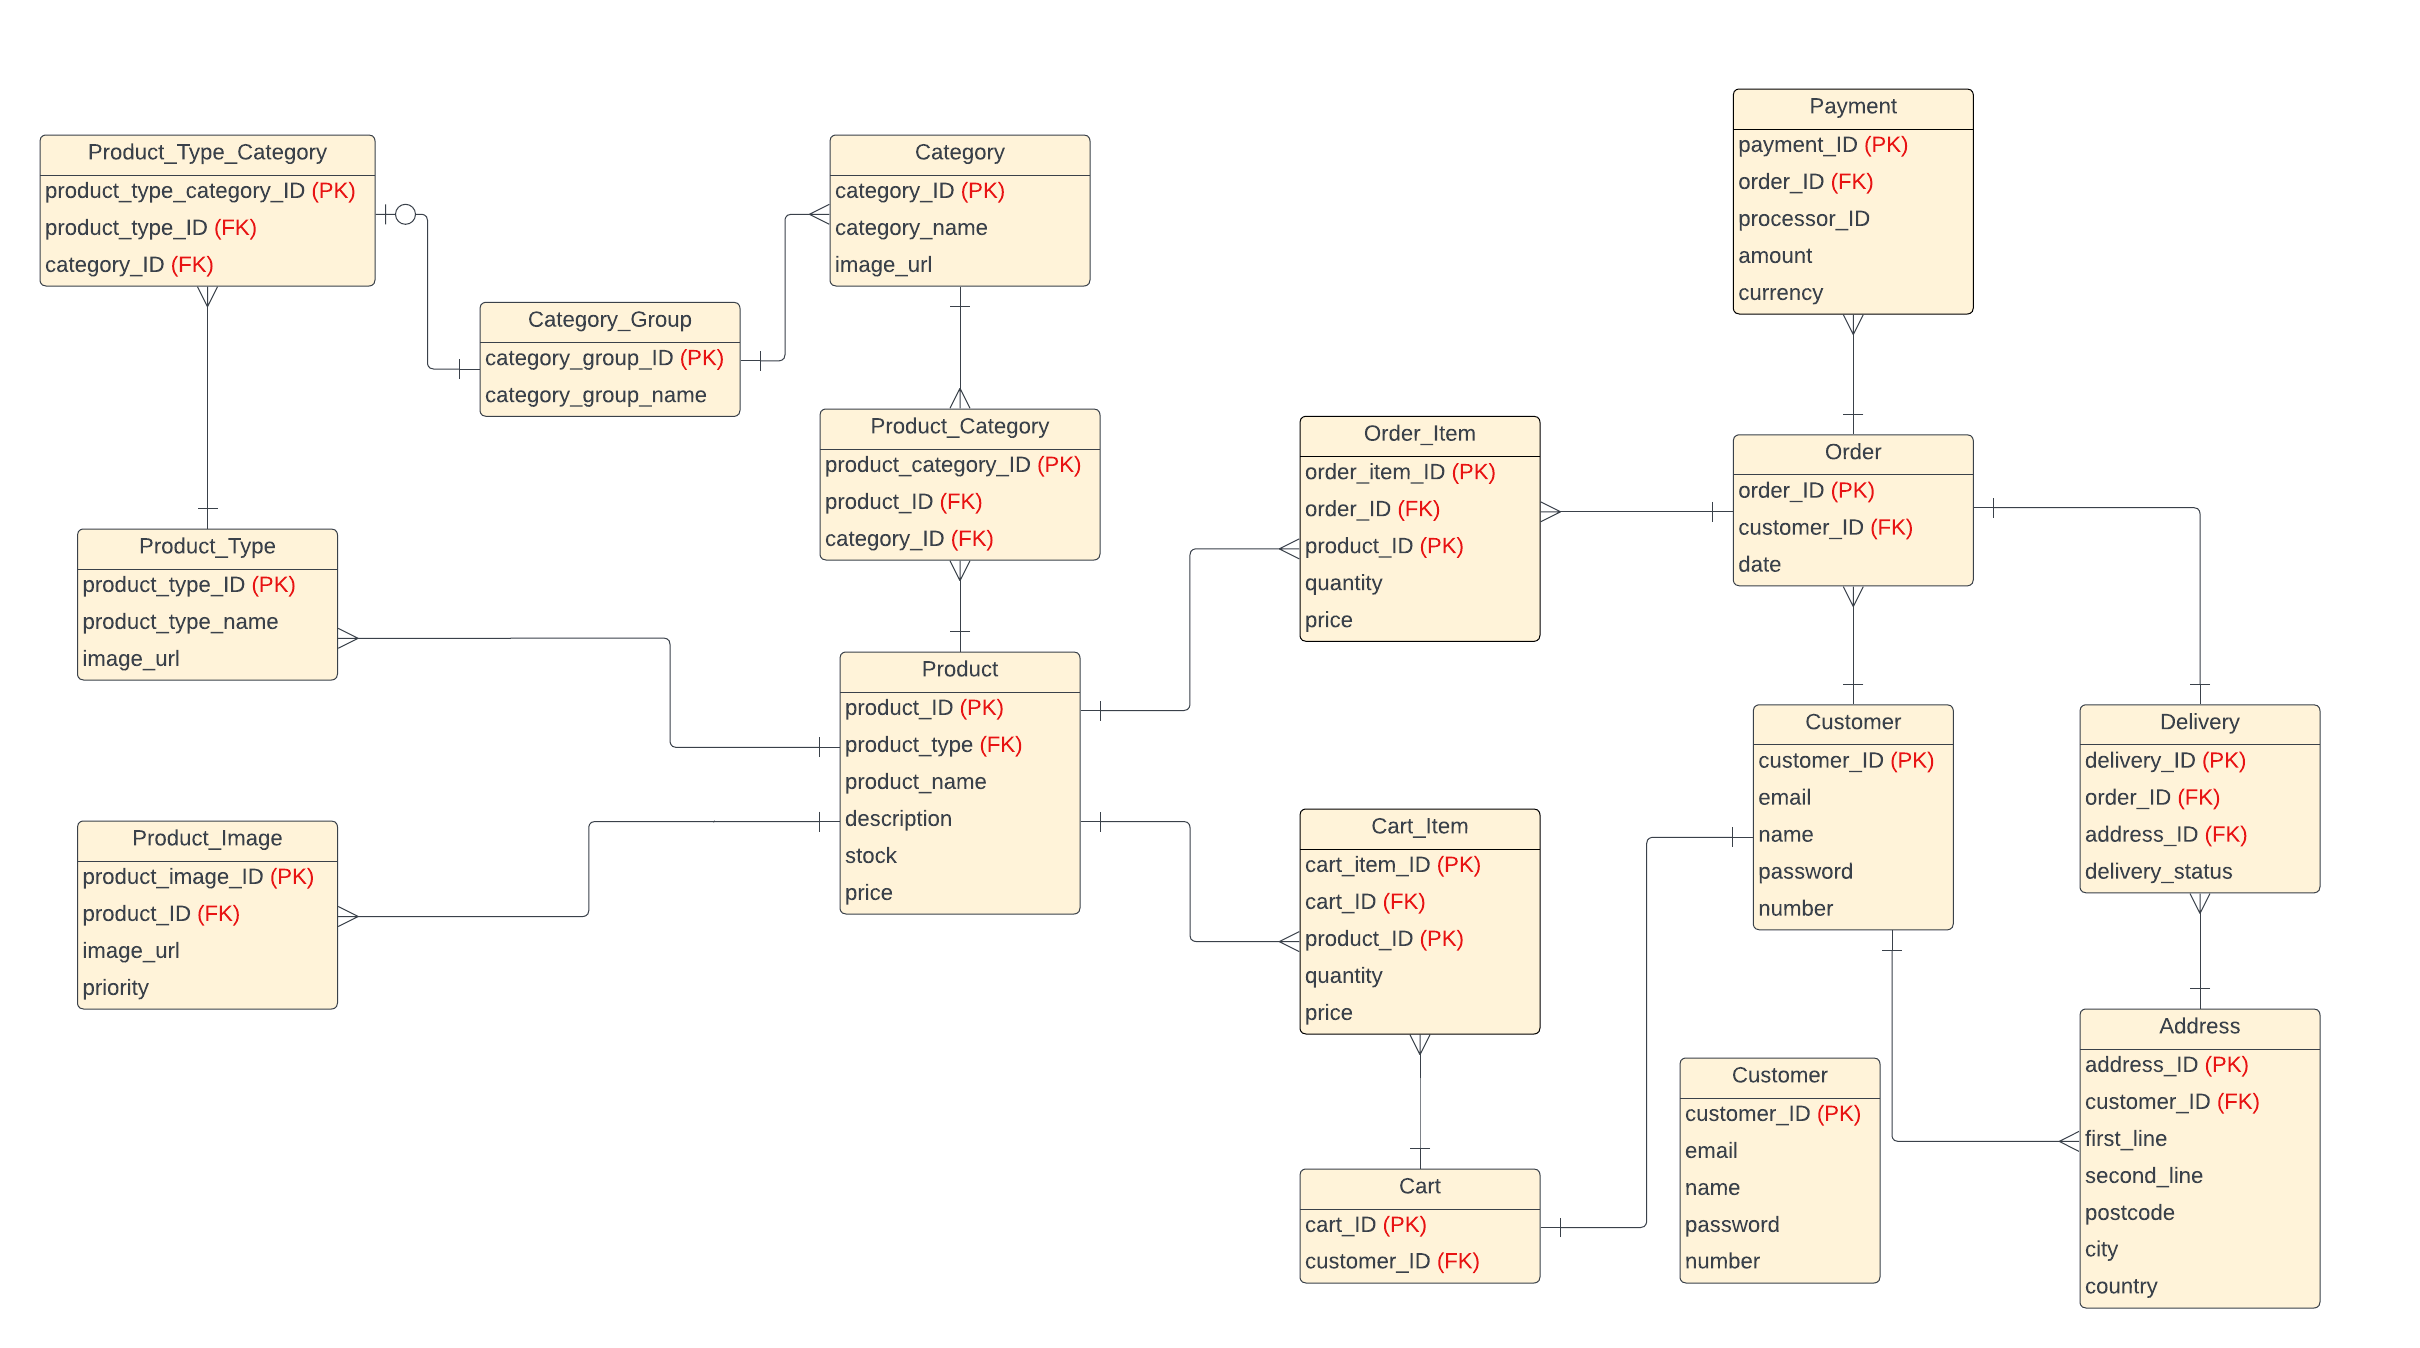 Product_Type_Category
product_type_category_ID (PK)
product_type_ID (FK)
category_ID (FK)
Category_Group
category_group_ID (PK)
category_group_name
Category
category_ID (PK)
category_name
image_url
Product_Category
product_category_ID (PK)
product_ID (FK)
category_ID (FK)
Product_Type
product_type_ID (PK)
product_type_name
image_url
Product_Image
product_image_ID (PK)
product_ID (FK)
image_url
priority
Product
product_ID (PK)
product_type (FK)
product_name
description
stock
price
Order_Item
order_item_ID (PK)
order_ID (FK)
product_ID (PK)
quantity
price
Cart_Item
cart_item_ID (PK)
cart_ID (FK)
product_ID (PK)
quantity
price
Cart
cart_ID (PK)
customer_ID (FK)
Payment
payment_ID (PK)
order_ID (FK)
processor_ID
amount
currency
Order
order_ID (PK)
customer_ID (FK)
date
Customer
customer_ID (PK)
email
name
password
number
Customer
customer_ID (PK)
email
name
password
number
Delivery
delivery_ID (PK)
order_ID (FK)
address_ID (FK)
delivery_status
Address
address_ID (PK)
customer_ID (FK)
first_line
second_line
postcode
city
country